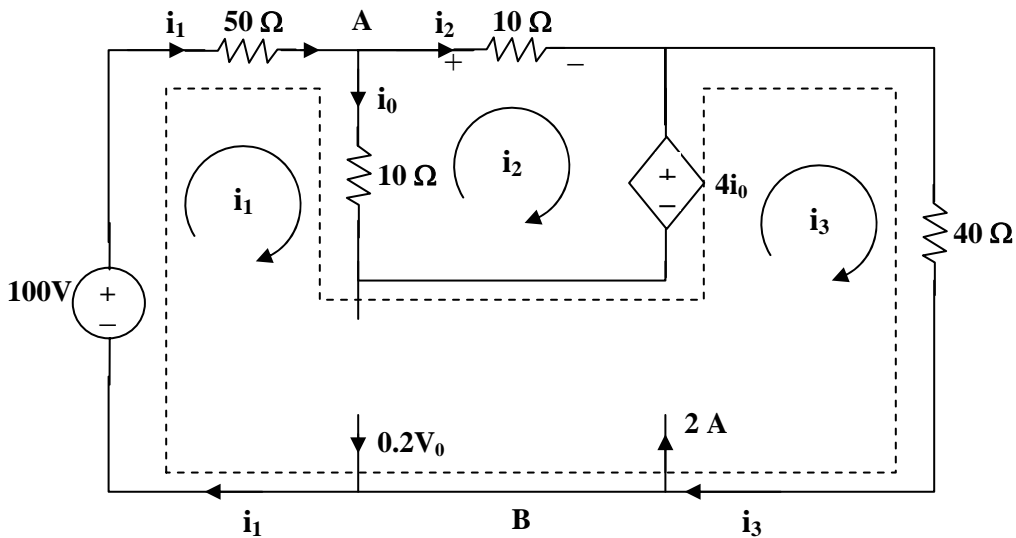 i₁ 50 Ω A i₂ 10 Ω
+ −
i₀
10 Ω
i₁ i₂ i₃
+ − 4i₀
40 Ω
100V + −
0.2V₀ 2 A
i₁ B i₃